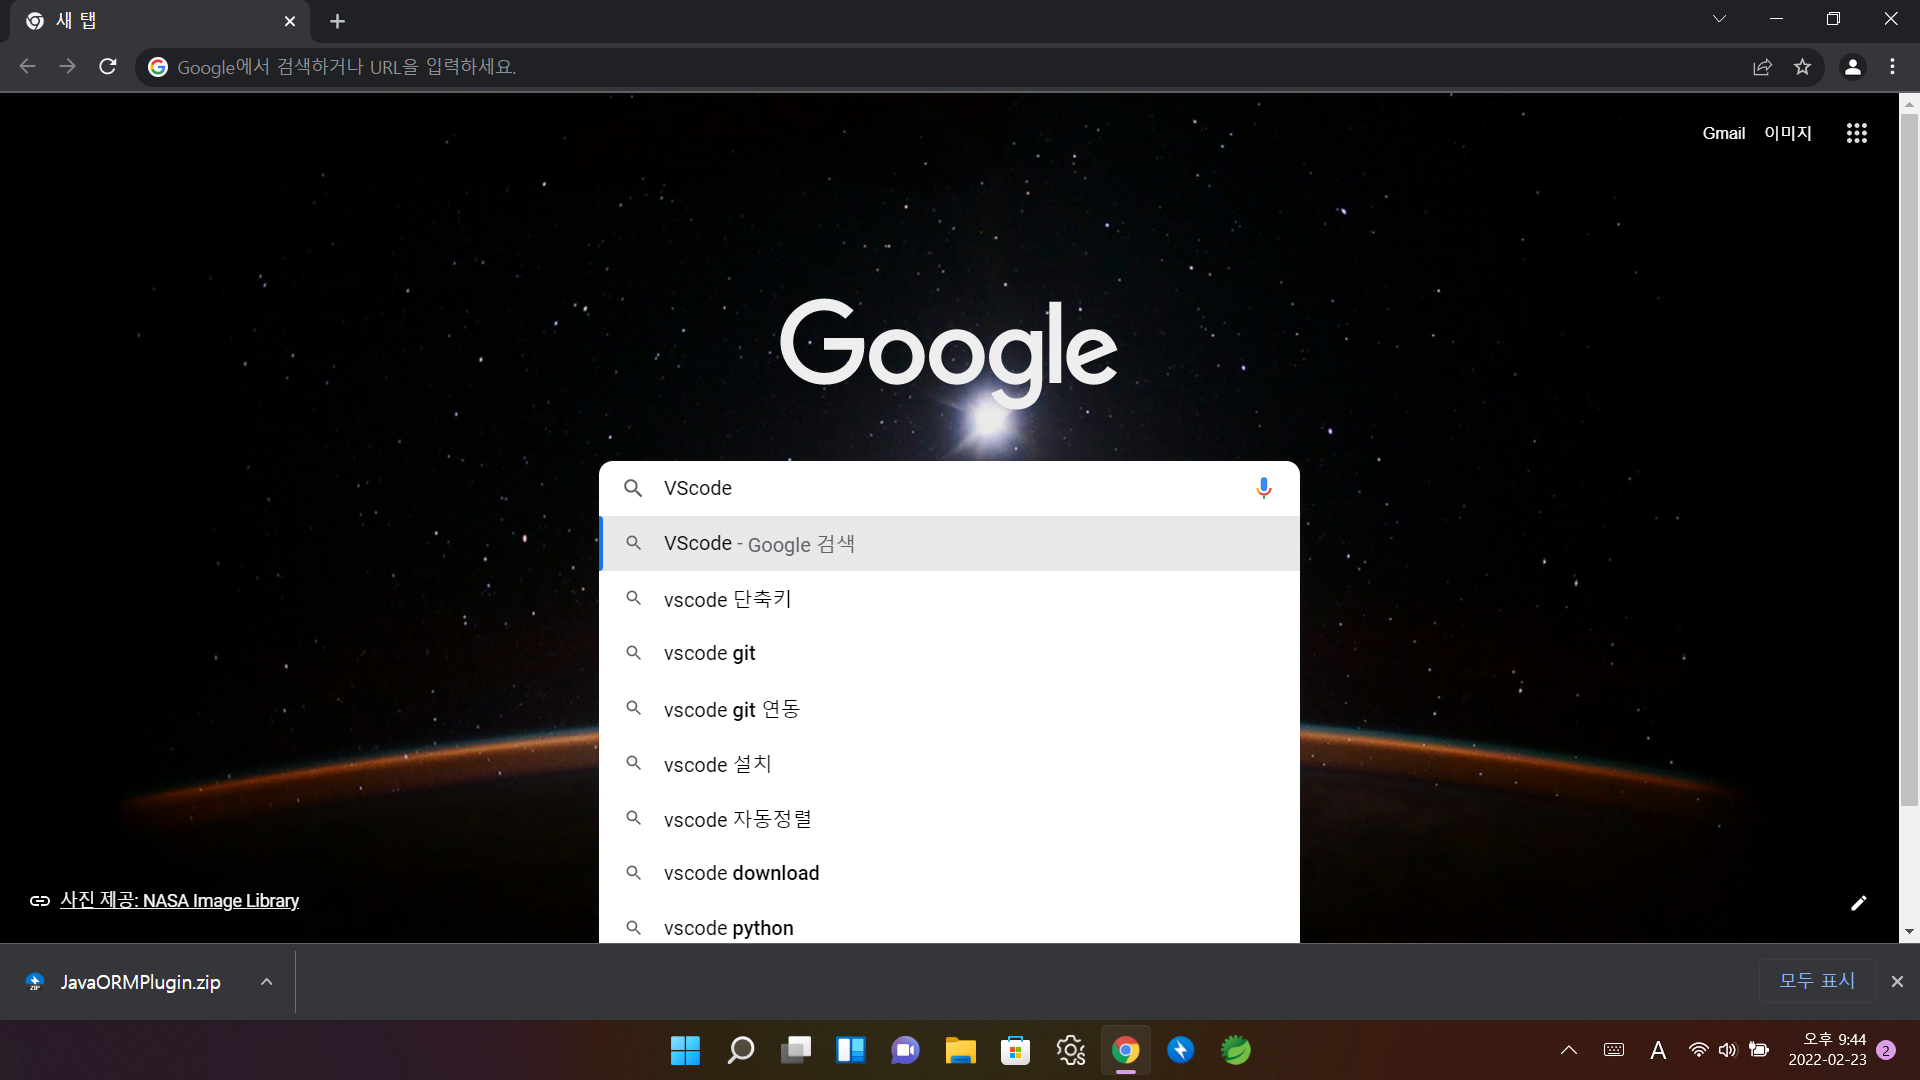 새 탭
Google에서 검색하거나 URL을 입력하세요.
Gmail 이미지
Google
VScode
VScode - Google 검색
vscode 단축키
vscode git
vscode git 연동
vscode 설치
vscode 자동정렬
vscode download
vscode python
사진 제공: NASA Image Library
ZIP
JavaORMPlugin.zip
모두 표시
A
오후 9:44
2022-02-23
2